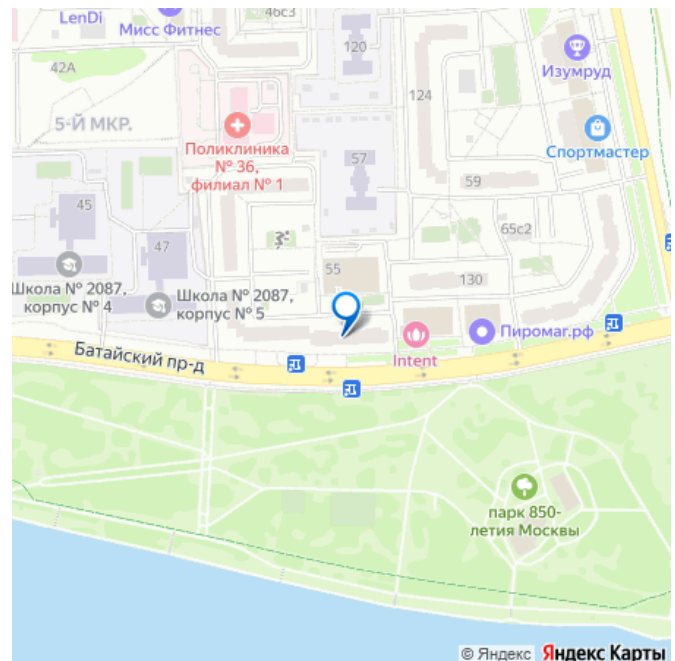 LenDi
Мисс Фитнес
46с3
120
Изумруд
42А
124
5-Й МКР.
Поликлиника
№ 36,
филиал № 1
Спортмастер
57
59
45
47
65с2
55
130
Школа № 2087,
корпус № 4
Школа № 2087,
корпус № 5
Intent
Пиромаг.рф
Батайский пр-д
парк 850-
летия Москвы
© Яндекс Яндекс Карты